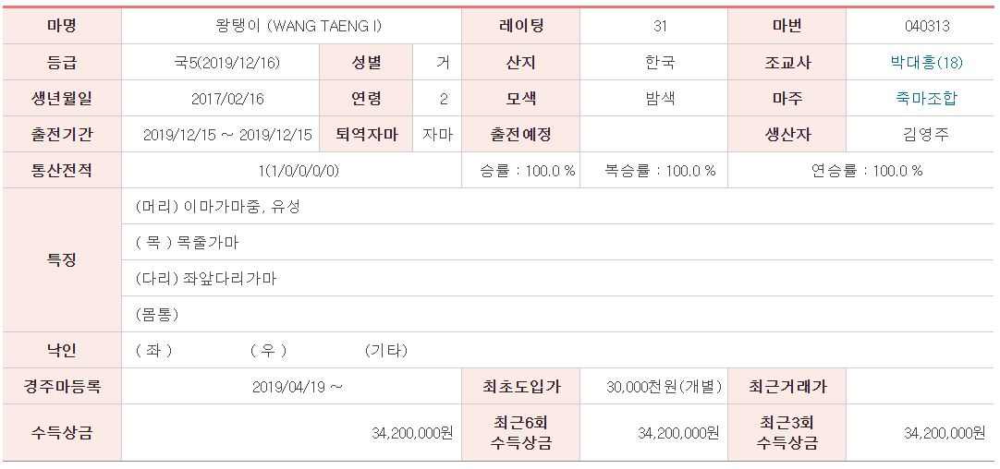 마명 왕탱이 (WANG TAENG I) 레이팅 31 마번 040313
등급 국5(2019/12/16) 성별 거 산지 한국 조교사 박대흥(18)
생년월일 2017/02/16 연령 2 모색 밤색 마주 죽마조합
출전기간 2019/12/15 ~ 2019/12/15 퇴역자마 자마 출전예정 생산자 김영주
통산전적 1(1/0/0/0/0) 승률 : 100.0 % 복승률 : 100.0 % 연승률 : 100.0 %
특징
(머리) 이마가마중, 유성
( 목 ) 목줄가마
(다리) 좌앞다리가마
(몸통)
낙인 ( 좌 ) ( 우 ) (기타)
경주마등록 2019/04/19 ~ 최초도입가 30,000천원(개별) 최근거래가
수득상금 34,200,000원 최근6회 수득상금 34,200,000원 최근3회 수득상금 34,200,000원